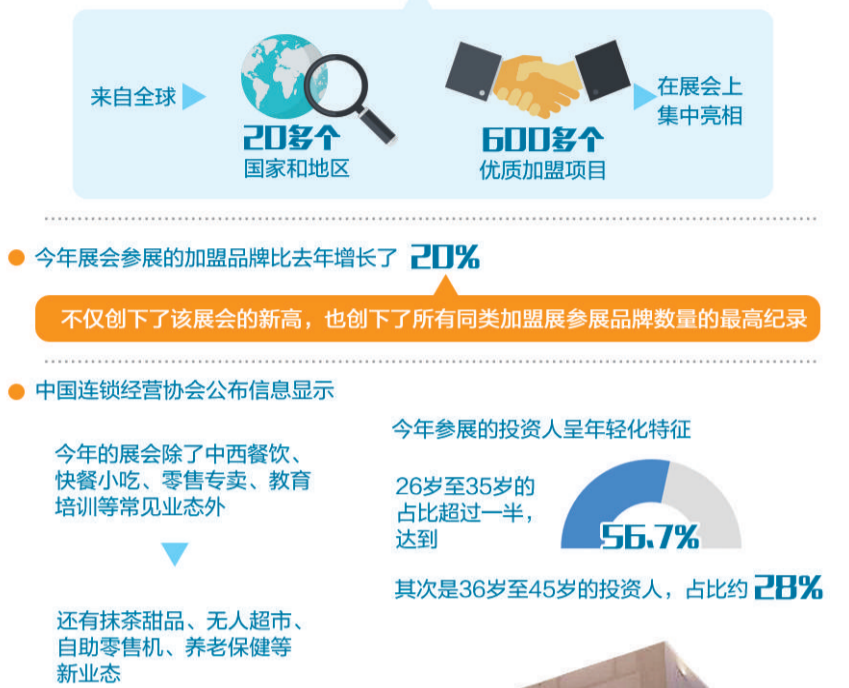 来自全球
20多个
国家和地区
600多个
优质加盟项目
在展会上
集中亮相
今年展会参展的加盟品牌比去年增长了 20%
不仅创下了该展会的新高，也创下了所有同类加盟展参展品牌数量的最高纪录
中国连锁经营协会公布信息显示
今年的展会除了中西餐饮、
快餐小吃、零售专卖、教育
培训等常见业态外
还有抹茶甜品、无人超市、
自助零售机、养老保健等
新业态
今年参展的投资人呈年轻化特征
26岁至35岁的
占比超过一半，
达到
56.7%
其次是36岁至45岁的投资人，占比约 28%